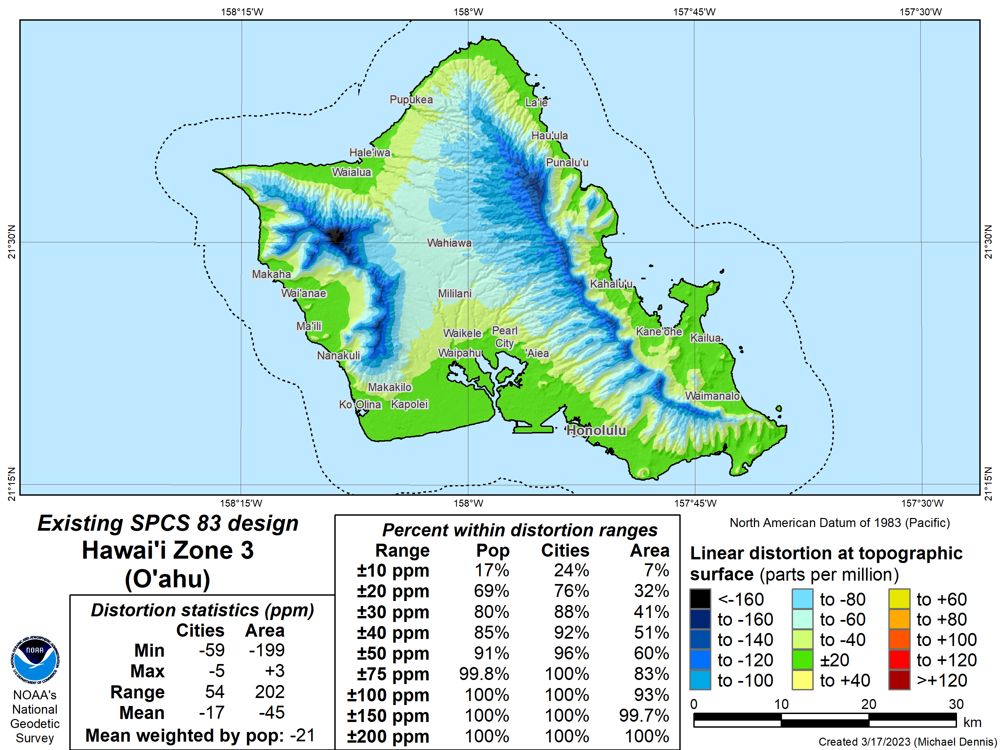 158°15'W 158°W 157°45'W 157°30'W
21°30'N
21°30'N
21°15'N
21°15'N
Pupukea
La'ie
Hau'ula
Hale'iwa
Punalu'u
Waialua
Wahiawa
Makaha
Kahalu'u
Wai'anae
Mililani
Ma'ili
Waikele
Pearl
City
Kane'ohe
Kailua
Nanakuli
Waipahu
'Aiea
Makakilo
Waimanalo
Ko Olina
Kapolei
Honolulu
158°15'W 158°W 157°45'W 157°30'W
Existing SPCS 83 design
Hawai'i Zone 3
(O'ahu)
Distortion statistics (ppm)
Cities Area
Min -59 -199
Max -5 +3
Range 54 202
Mean -17 -45
Mean weighted by pop: -21
NATIONAL OCEANIC AND ATMOSPHERIC ADMINISTRATION
NOAA
U.S. DEPARTMENT OF COMMERCE
NOAA's
National
Geodetic
Survey
Percent within distortion ranges
Range Pop Cities Area
±10 ppm 17% 24% 7%
±20 ppm 69% 76% 32%
±30 ppm 80% 88% 41%
±40 ppm 85% 92% 51%
±50 ppm 91% 96% 60%
±75 ppm 99.8% 100% 83%
±100 ppm 100% 100% 93%
±150 ppm 100% 100% 99.7%
±200 ppm 100% 100% 100%
North American Datum of 1983 (Pacific)
Linear distortion at topographic
surface (parts per million)
<-160 to -80 to +60
to -160 to -60 to +80
to -140 to -40 to +100
to -120 ±20 to +120
to -100 to +40 >+120
0 10 20 30
km
Created 3/17/2023 (Michael Dennis)